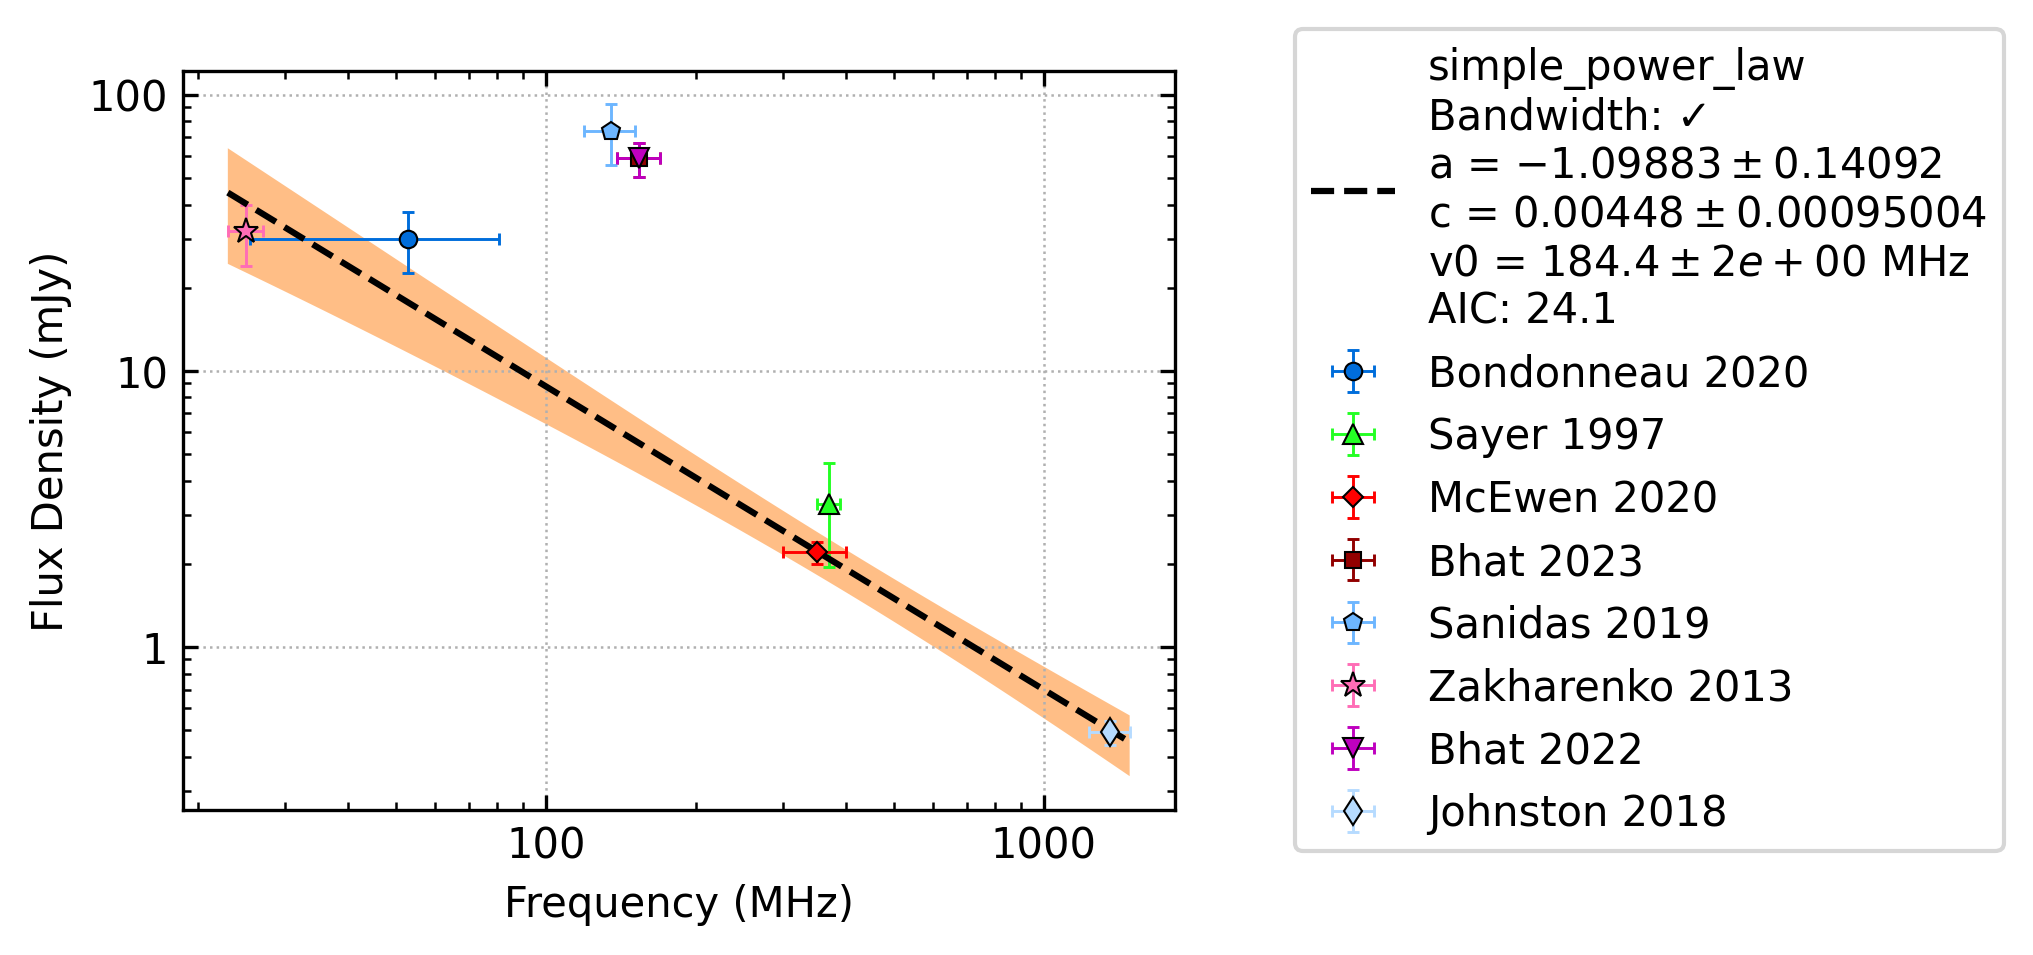 100
10
1
Flux Density (mJy)
100
1000
Frequency (MHz)
simple_power_law
Bandwidth: ✓
a = −1.09883 ± 0.14092
c = 0.00448 ± 0.00095004
v0 = 184.4 ± 2e + 00 MHz
AIC: 24.1
Bondonneau 2020
Sayer 1997
McEwen 2020
Bhat 2023
Sanidas 2019
Zakharenko 2013
Bhat 2022
Johnston 2018